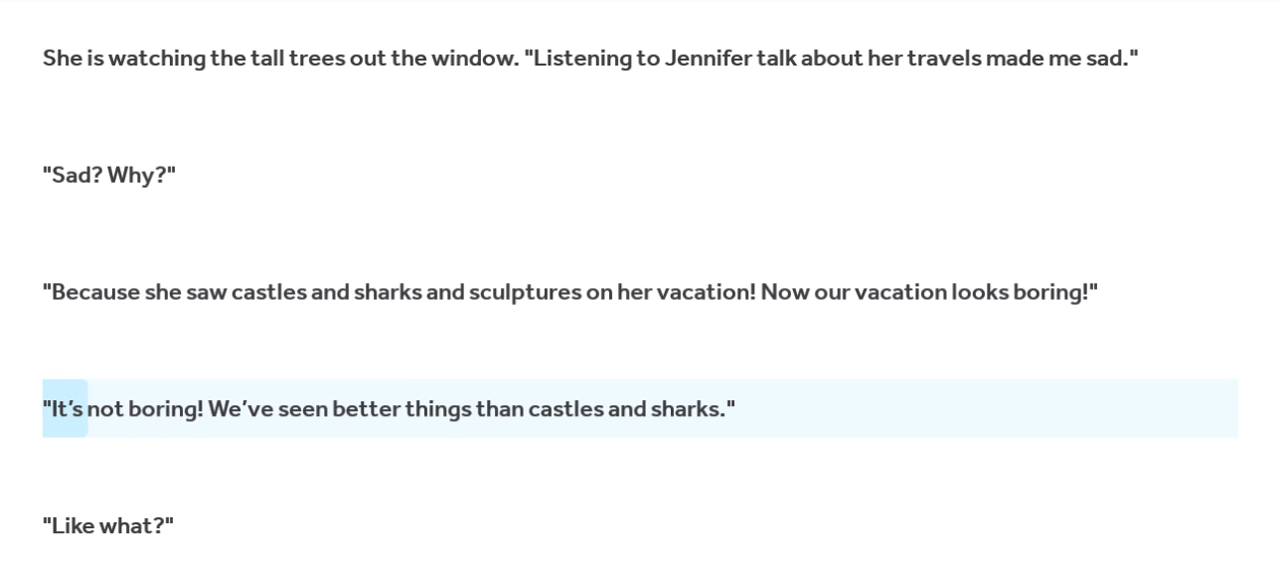 She is watching the tall trees out the window. "Listening to Jennifer talk about her travels made me sad."
"Sad? Why?"
"Because she saw castles and sharks and sculptures on her vacation! Now our vacation looks boring!"
"It’s not boring! We’ve seen better things than castles and sharks."
"Like what?"